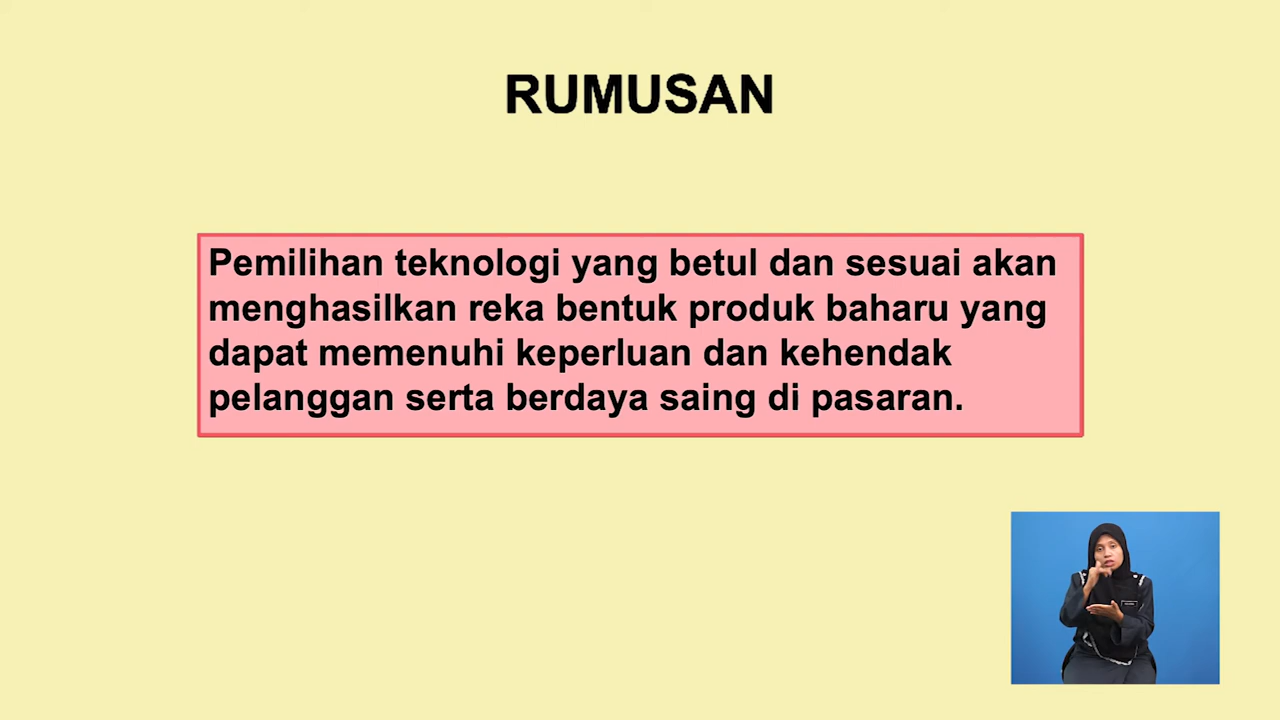 RUMUSAN
Pemilihan teknologi yang betul dan sesuai akan
menghasilkan reka bentuk produk baharu yang
dapat memenuhi keperluan dan kehendak
pelanggan serta berdaya saing di pasaran.